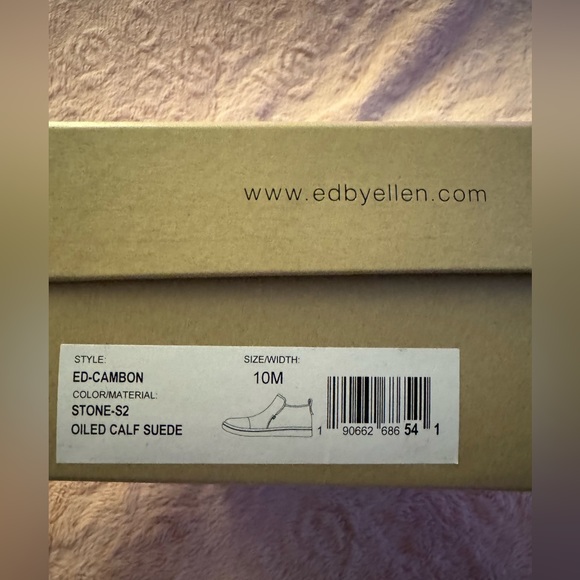 www.edbyellen.com
STYLE: SIZE/WIDTH:
ED-CAMBON 10M
COLOR/MATERIAL:
STONE-S2
OILED CALF SUEDE
1 90662 686 54 1